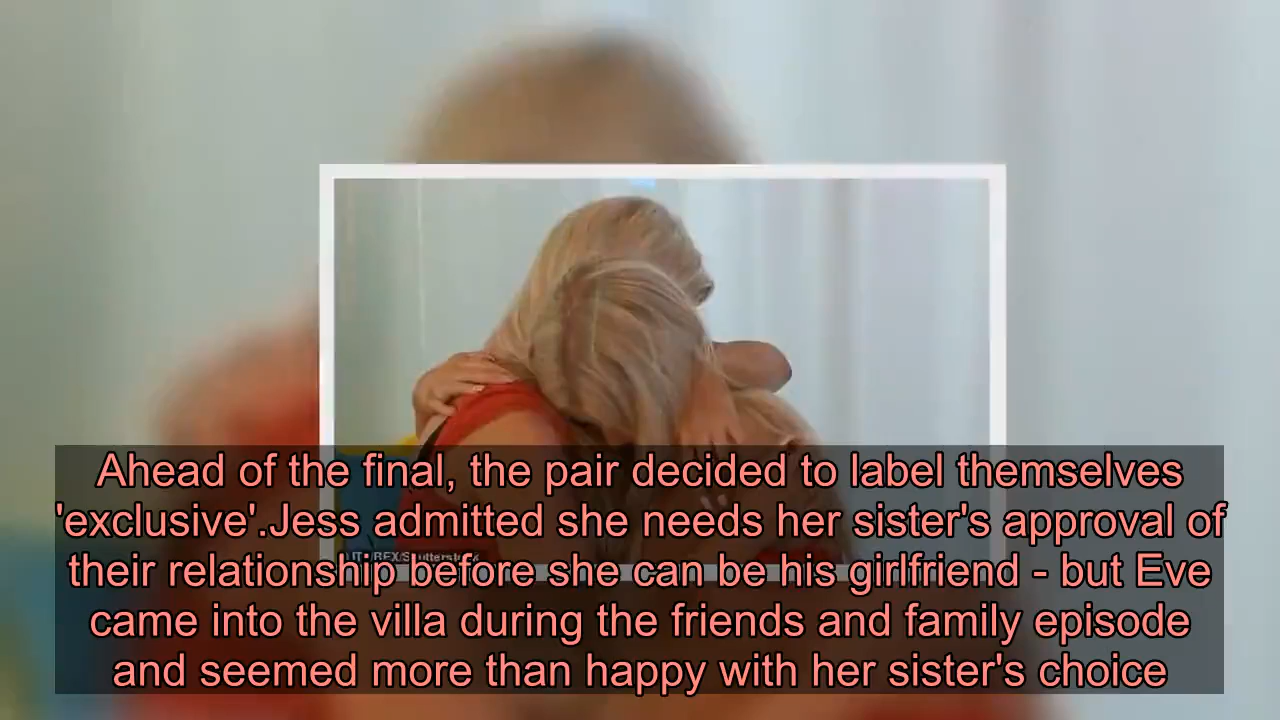 Ahead of the final, the pair decided to label themselves
'exclusive'.Jess admitted she needs her sister's approval of
their relationship before she can be his girlfriend - but Eve
came into the villa during the friends and family episode
and seemed more than happy with her sister's choice